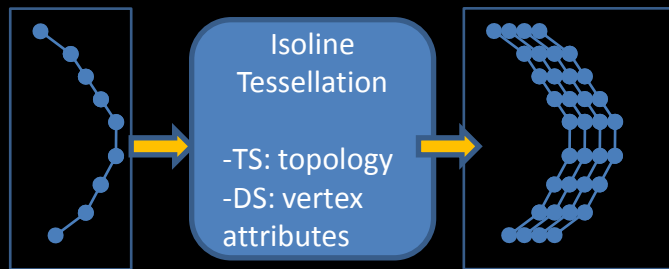 Isoline
Tessellation
-TS: topology
-DS: vertex
attributes